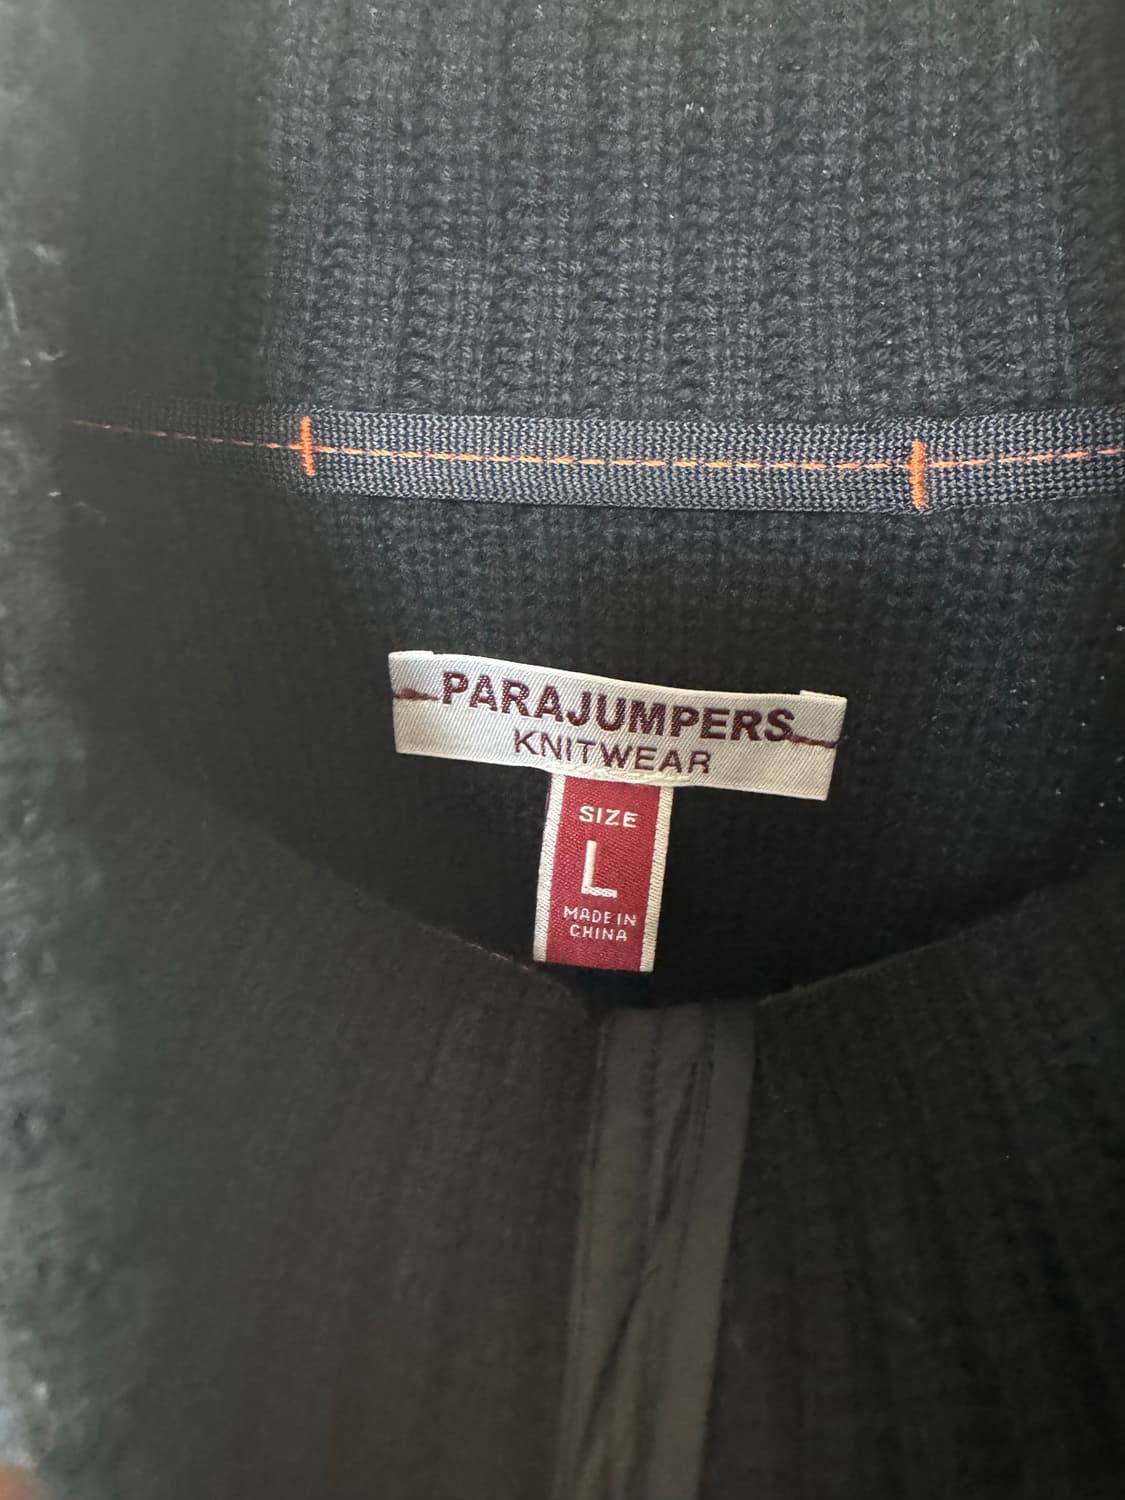 PARAJUMPERS
KNITWEAR
SIZE
L
MADE IN
CHINA